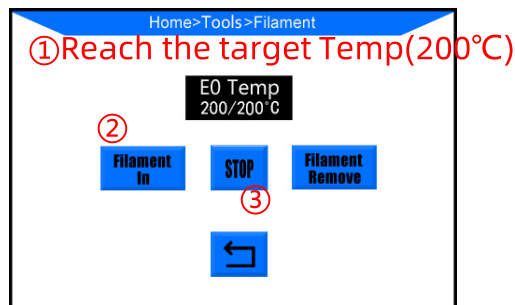 Home>Tools>Filament
①Reach the target Temp(200℃)
E0 Temp
200/200°C
②
Filament
In
STOP
Filament
Remove
③